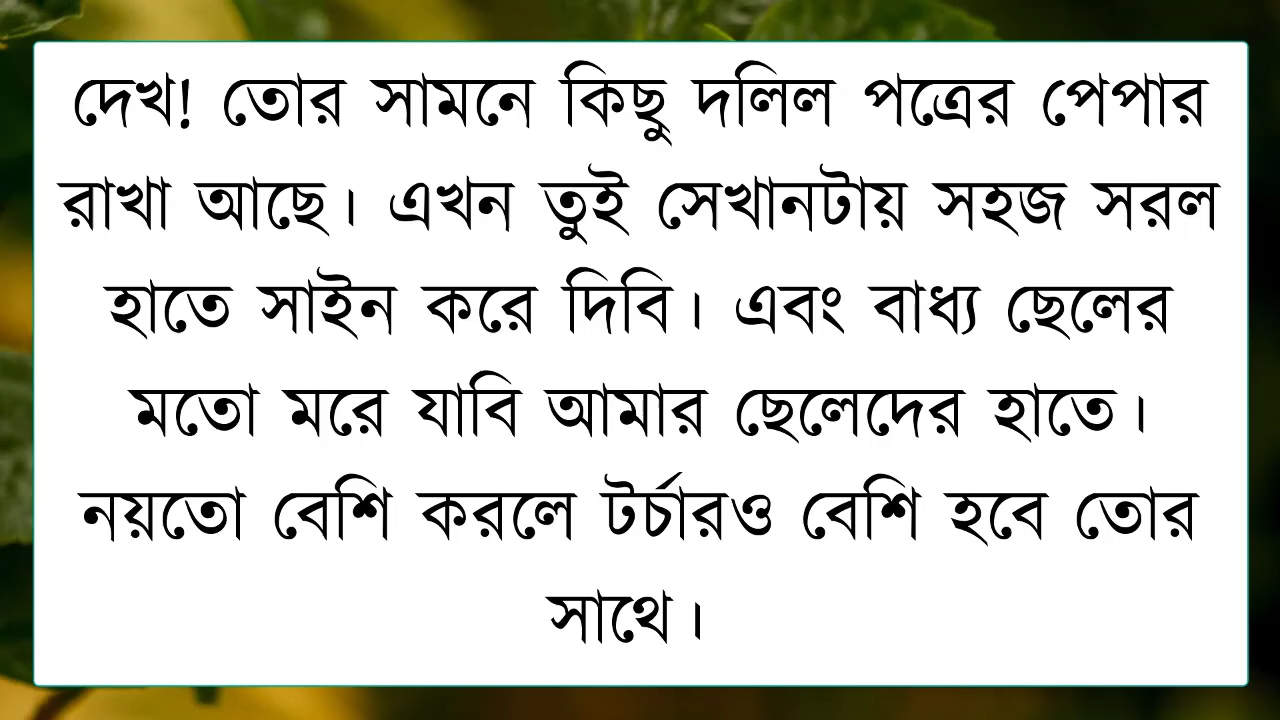 দেখ! তোর সামনে কিছু দলিল পত্রের পেপার
রাখা আছে। এখন তুই সেখানটায় সহজ সরল
হাতে সাইন করে দিবি। এবং বাধ্য ছেলের
মতো মরে যাবি আমার ছেলেদের হাতে।
নয়তো বেশি করলে টর্চারও বেশি হবে তোর
সাথে।